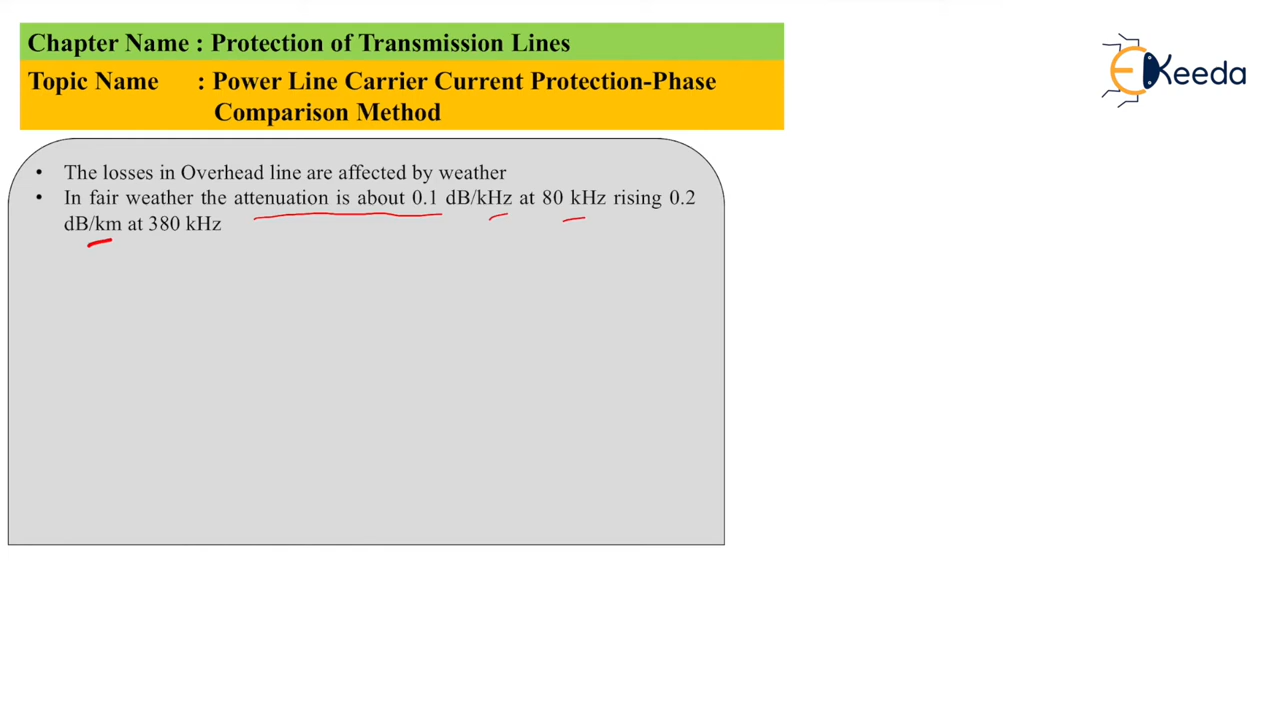 Chapter Name : Protection of Transmission Lines
Topic Name : Power Line Carrier Current Protection-Phase
Comparison Method
EKeeda
• The losses in Overhead line are affected by weather
• In fair weather the attenuation is about 0.1 dB/kHz at 80 kHz rising 0.2
dB/km at 380 kHz